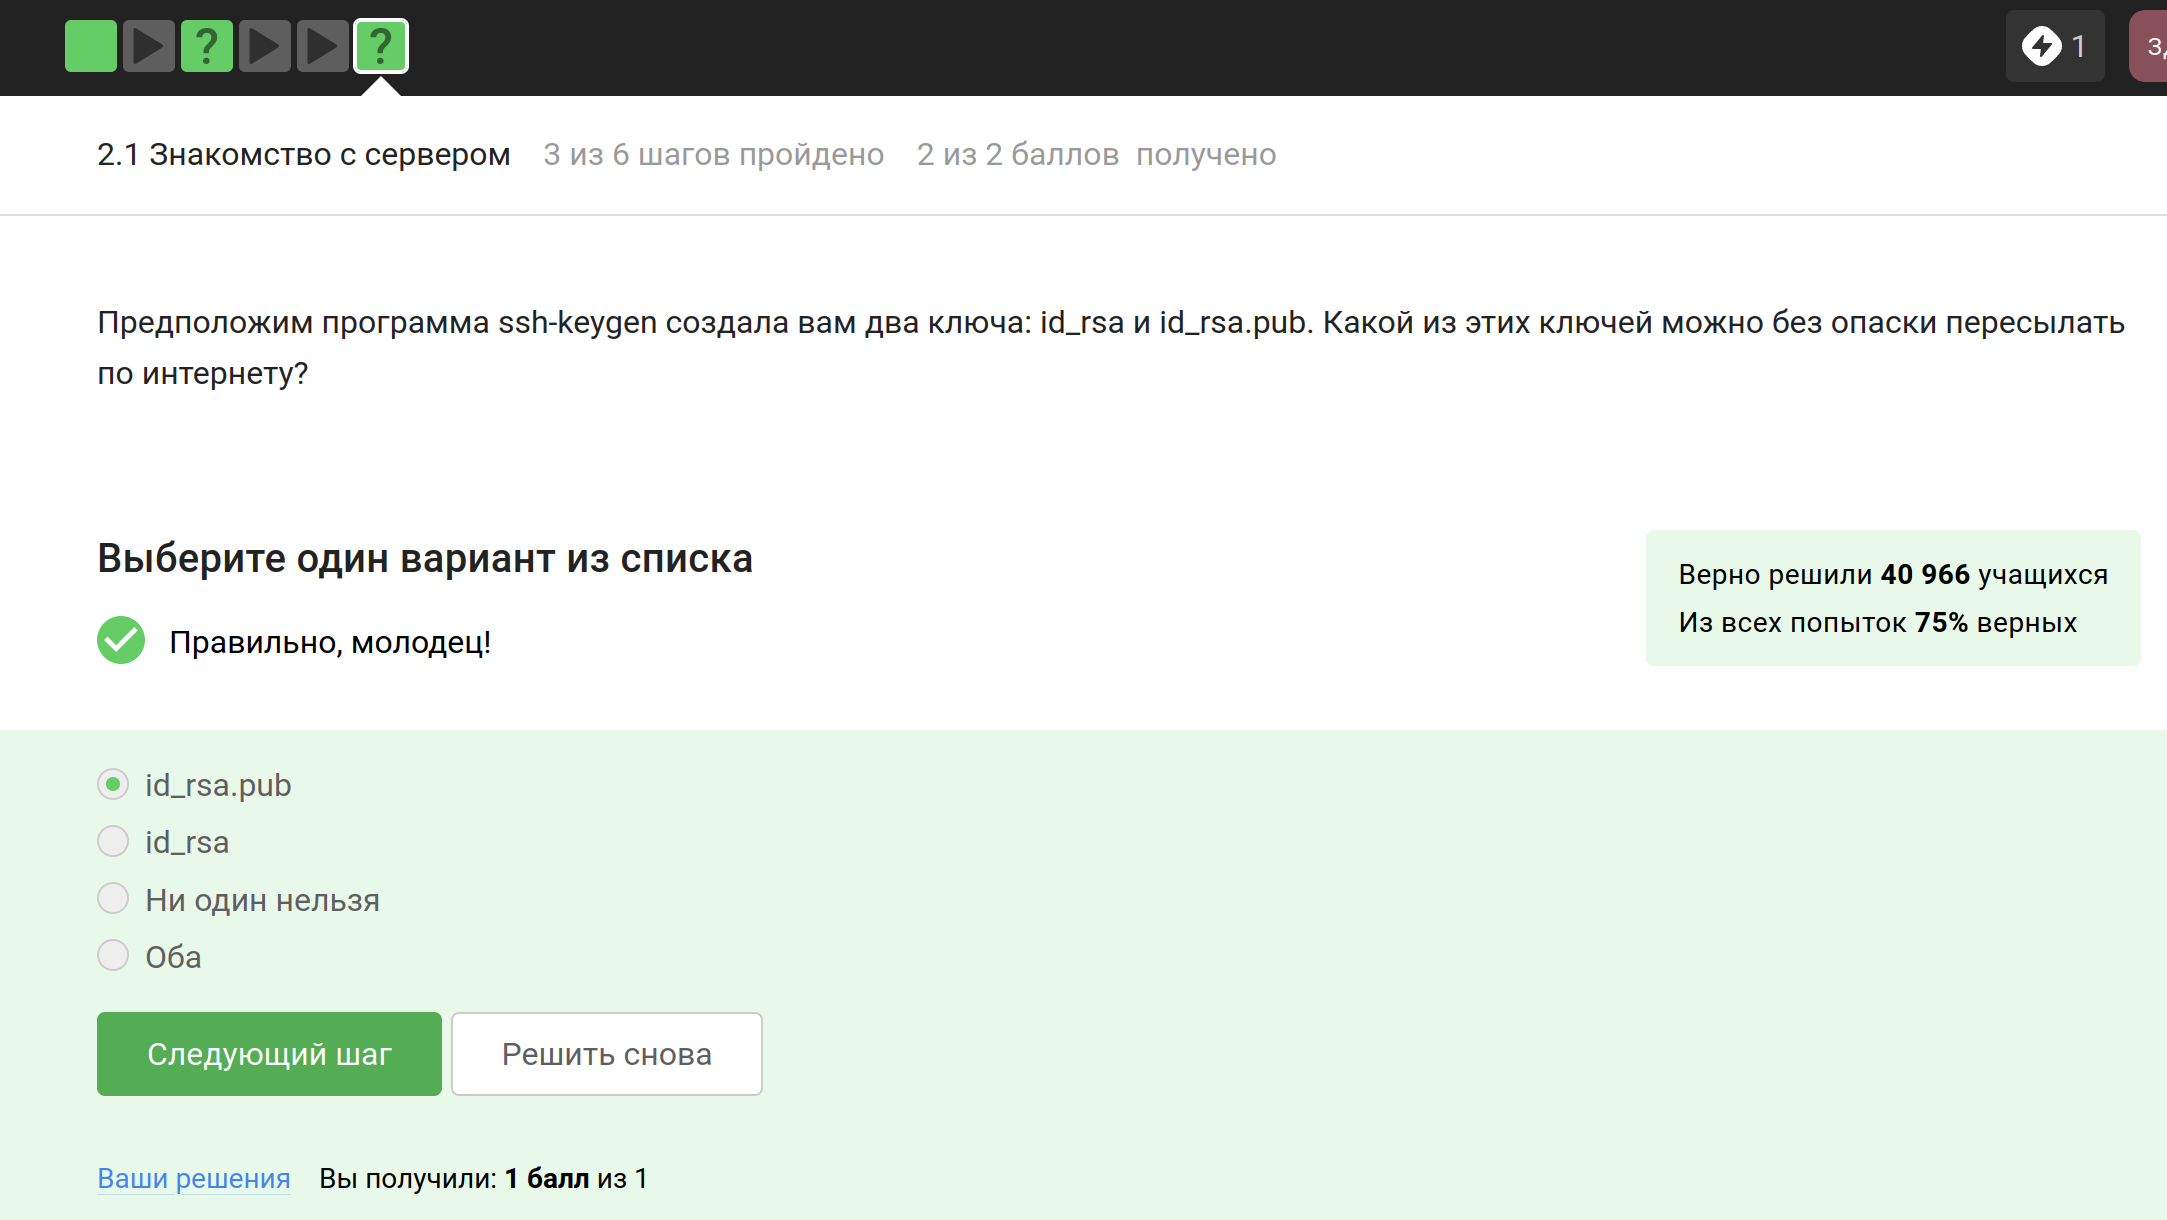 ? ? 1
2.1 Знакомство с сервером 3 из 6 шагов пройдено 2 из 2 баллов получено
Предположим программа ssh-keygen создала вам два ключа: id_rsa и id_rsa.pub. Какой из этих ключей можно без опаски пересылать
по интернету?
Выберите один вариант из списка
Правильно, молодец!
Верно решили 40 966 учащихся
Из всех попыток 75% верных
id_rsa.pub
id_rsa
Ни один нельзя
Оба
Следующий шаг Решить снова
Ваши решения Вы получили: 1 балл из 1